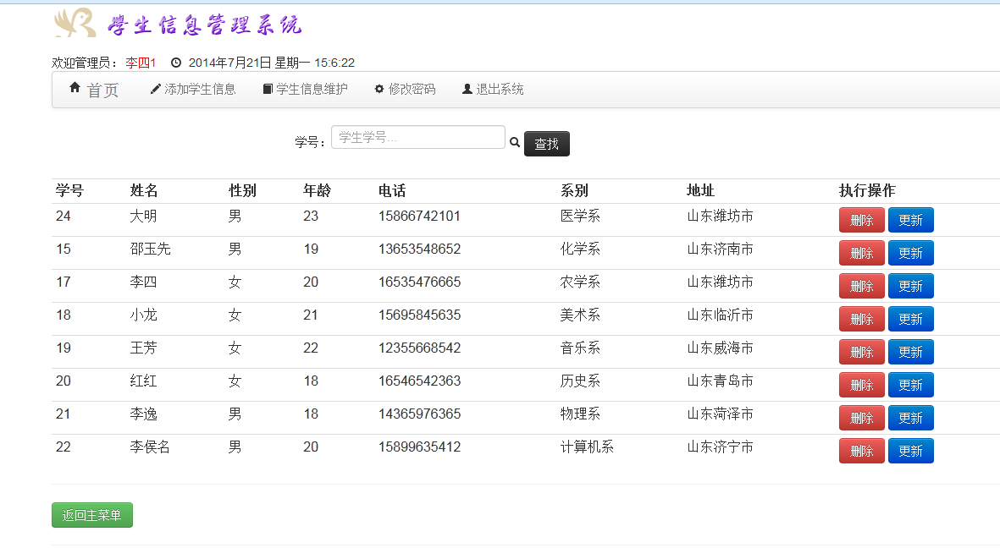 学生信息管理系统
欢迎管理员： 李四1 2014年7月21日 星期一 15:6:22
首页 添加学生信息 学生信息维护 修改密码 退出系统
学号： 学生学号... 查找
学号 姓名 性别 年龄 电话 系别 地址 执行操作
24 大明 男 23 15866742101 医学系 山东潍坊市 删除 更新
15 邵玉先 男 19 13653548652 化学系 山东济南市 删除 更新
17 李四 女 20 16535476665 农学系 山东潍坊市 删除 更新
18 小龙 女 21 15695845635 美术系 山东临沂市 删除 更新
19 王芳 女 22 12355668542 音乐系 山东威海市 删除 更新
20 红红 女 18 16546542363 历史系 山东青岛市 删除 更新
21 李逸 男 18 14365976365 物理系 山东菏泽市 删除 更新
22 李侯名 男 20 15899635412 计算机系 山东济宁市 删除 更新
返回主菜单